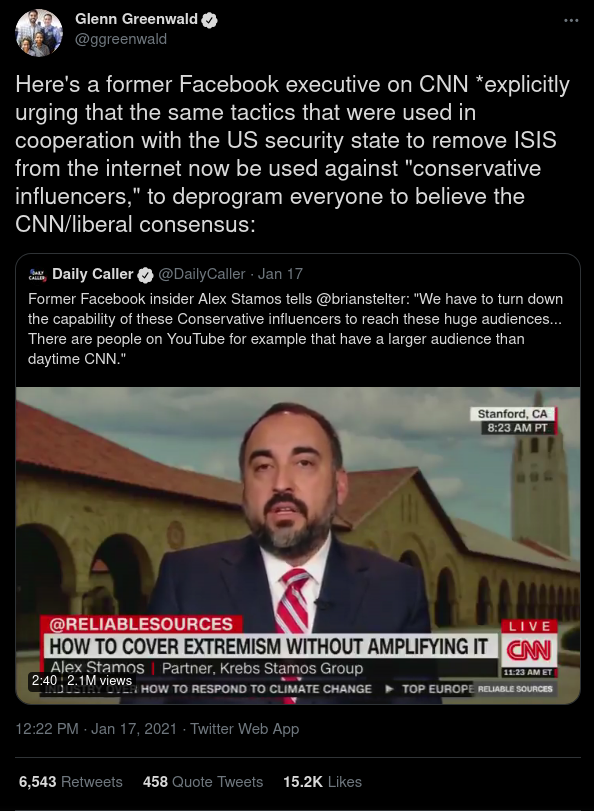 Glenn Greenwald
@ggreenwald
Here's a former Facebook executive on CNN *explicitly
urging that the same tactics that were used in
cooperation with the US security state to remove ISIS
from the internet now be used against "conservative
influencers," to deprogram everyone to believe the
CNN/liberal consensus:
DAILY
CALLER
Daily Caller @DailyCaller · Jan 17
Former Facebook insider Alex Stamos tells @brianstelter: "We have to turn down
the capability of these Conservative influencers to reach these huge audiences...
There are people on YouTube for example that have a larger audience than
daytime CNN."
Stanford, CA
8:23 AM PT
@RELIABLESOURCES
HOW TO COVER EXTREMISM WITHOUT AMPLIFYING IT
Alex Stamos | Partner, Krebs Stamos Group
LIVE
CNN
11:23 AM ET
2:40 2.1M views
INDUSTRY OVER HOW TO RESPOND TO CLIMATE CHANGE ▶ TOP EUROPE RELIABLE SOURCES
12:22 PM · Jan 17, 2021 · Twitter Web App
6,543 Retweets 458 Quote Tweets 15.2K Likes